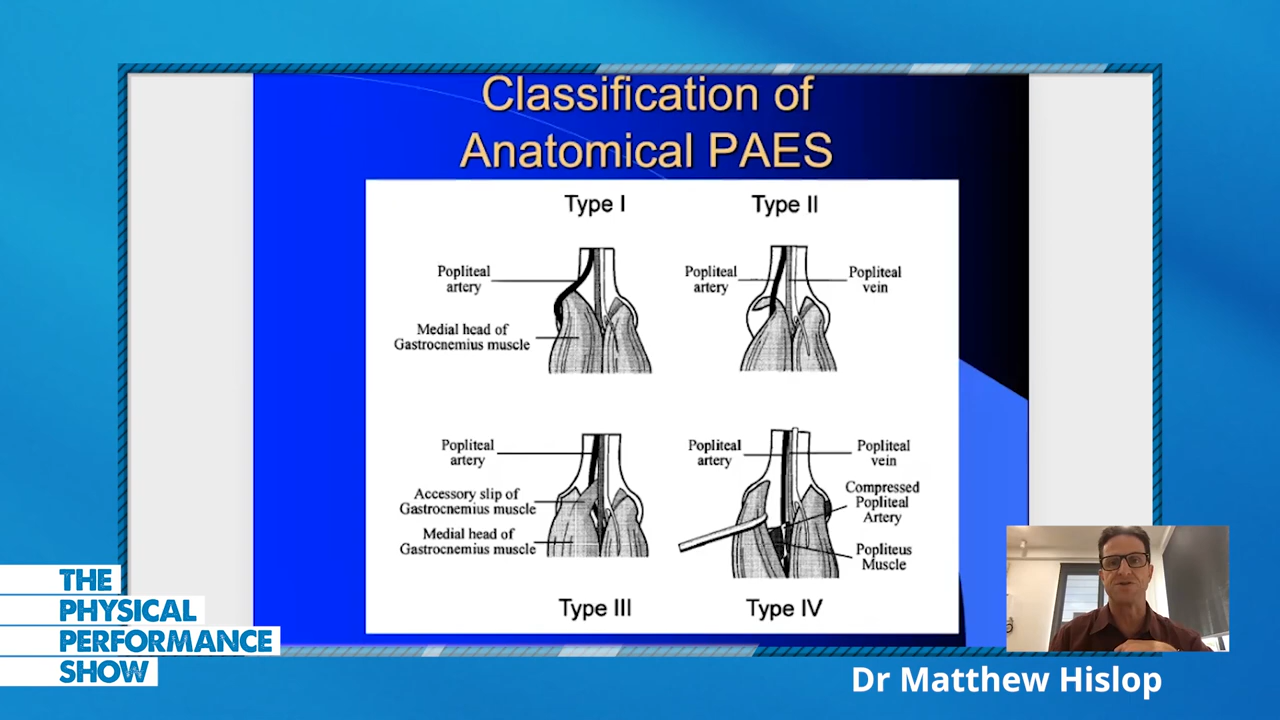 Classification of
Anatomical PAES
Type I
Type II
Popliteal
artery
Medial head of
Gastrocnemius muscle
Popliteal
artery
Popliteal
vein
Popliteal
artery
Accessory slip of
Gastrocnemius muscle
Medial head of
Gastrocnemius muscle
Popliteal
artery
Popliteal
vein
Compressed
Popliteal
Artery
Popliteus
Muscle
Type III
Type IV
THE
PHYSICAL
PERFORMANCE
SHOW
Dr Matthew Hislop